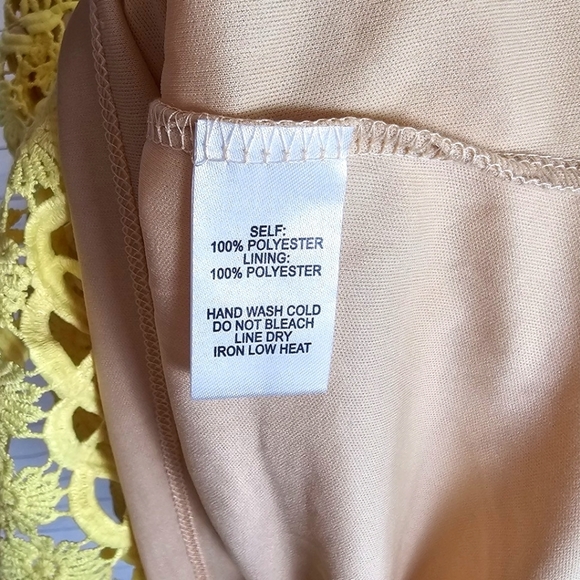 SELF:
100% POLYESTER
LINING:
100% POLYESTER
HAND WASH COLD
DO NOT BLEACH
LINE DRY
IRON LOW HEAT